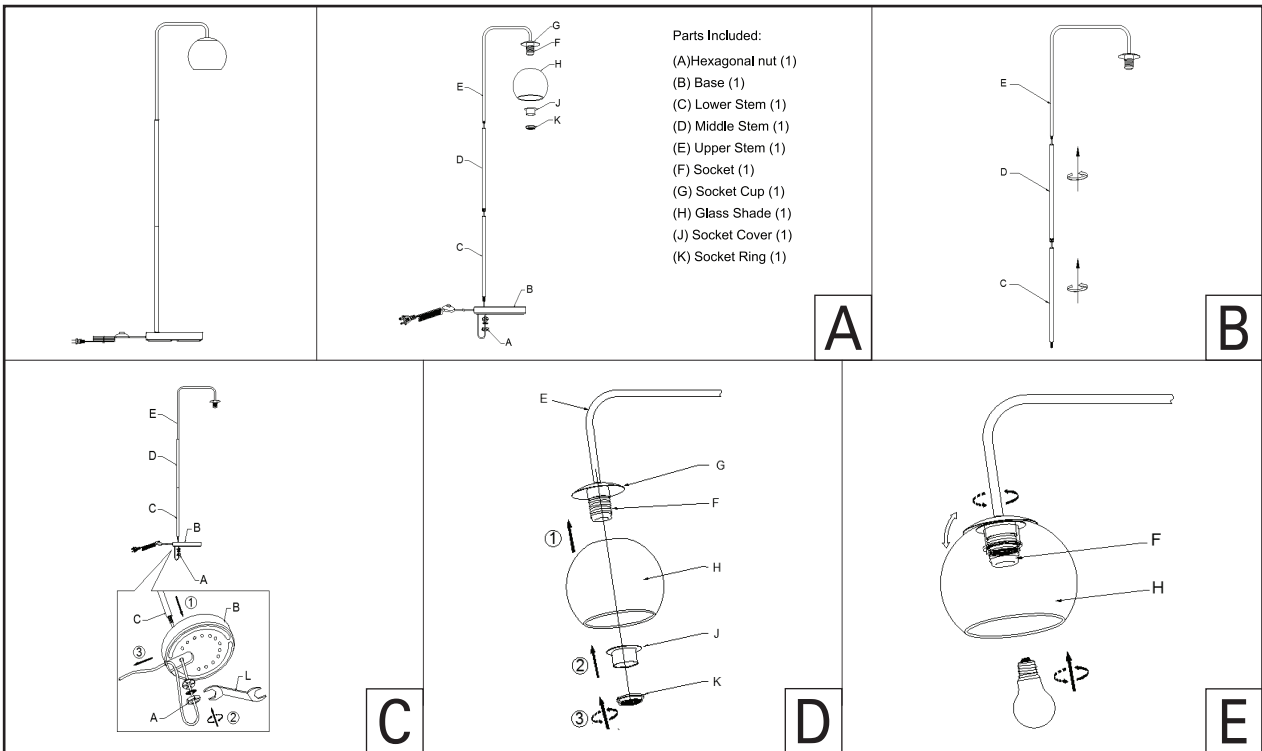 G
F
H
E
J
K
D
C
B
A
Parts Included:
(A)Hexagonal nut (1)
(B) Base (1)
(C) Lower Stem (1)
(D) Middle Stem (1)
(E) Upper Stem (1)
(F) Socket (1)
(G) Socket Cup (1)
(H) Glass Shade (1)
(J) Socket Cover (1)
(K) Socket Ring (1)
A
E
D
C
B
E
D
C
B
A
①
C
B
③
L
A
②
C
E
G
F
①
H
J
②
K
③
D
F
H
E